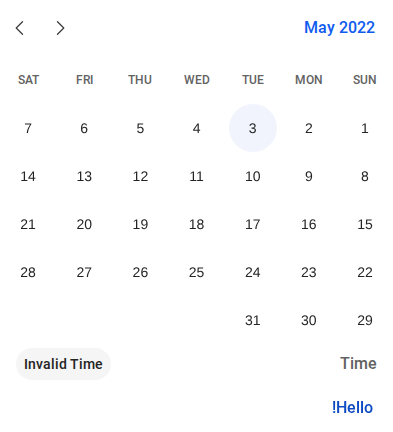 May 2022
SAT FRI THU WED TUE MON SUN
7 6 5 4 3 2 1
14 13 12 11 10 9 8
21 20 19 18 17 16 15
28 27 26 25 24 23 22
31 30 29
Invalid Time Time
!Hello